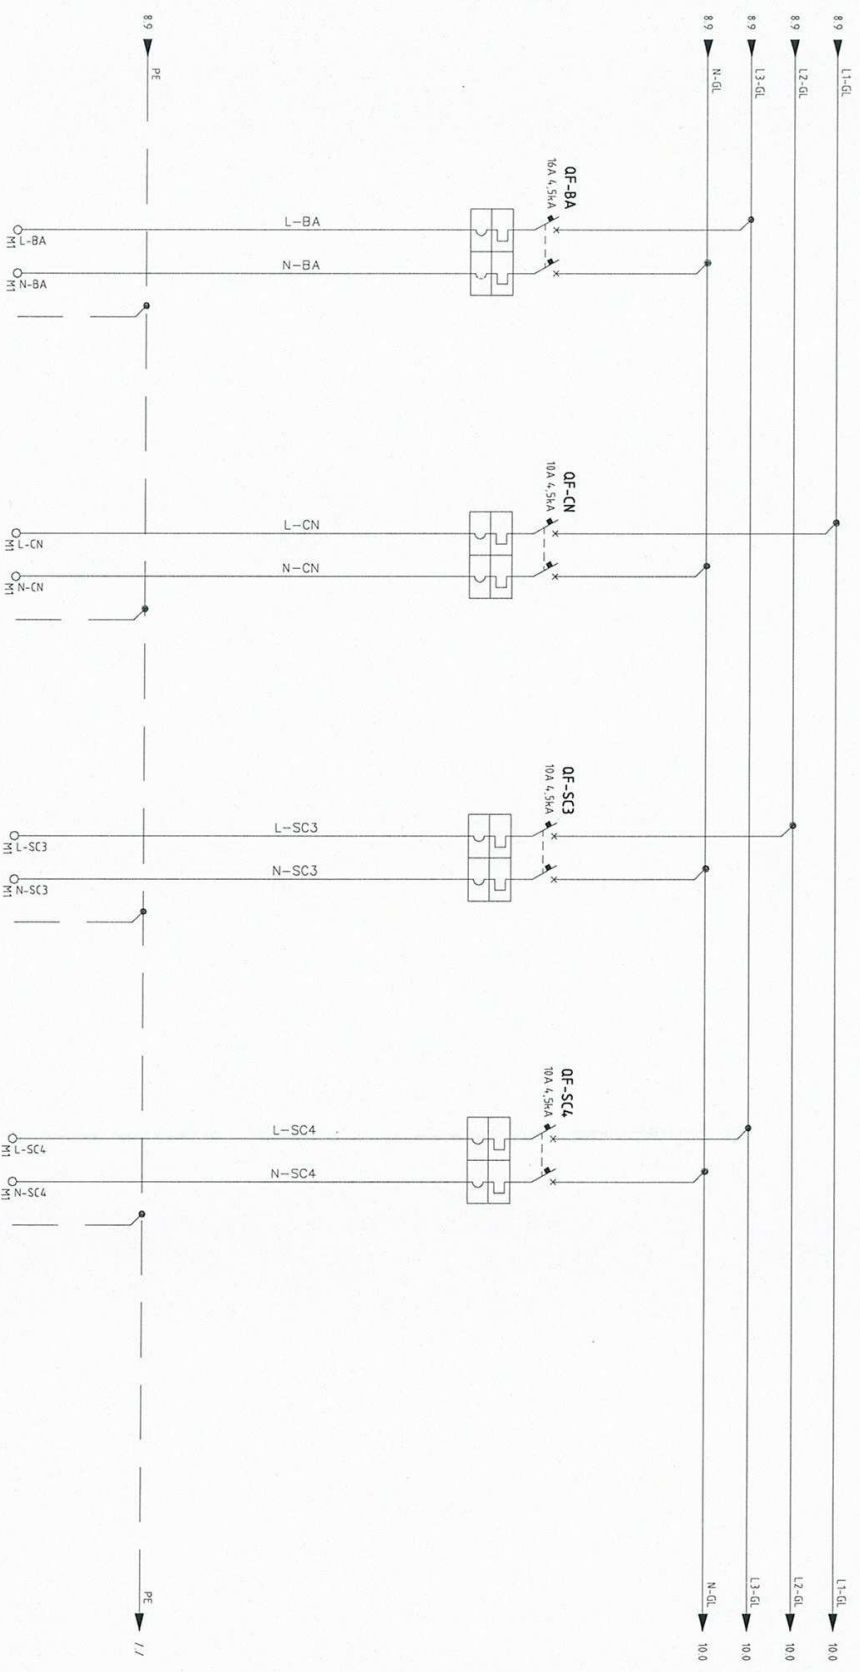 8.9
L1-GL
8.9
L2-GL
8.9
L3-GL
8.9
N-GL
8.9
PE
QF-BA
16A 4,5kA
L-BA
N-BA
L-BA
M1
N-BA
M1
QF-CN
10A 4,5kA
L-CN
N-CN
L-CN
M1
N-CN
M1
QF-SC3
10A 4,5kA
L-SC3
N-SC3
L-SC3
M1
N-SC3
M1
QF-SC4
10A 4,5kA
L-SC4
N-SC4
L-SC4
M1
N-SC4
M1
L1-GL
10.0
L2-GL
10.0
L3-GL
10.0
N-GL
10.0
PE